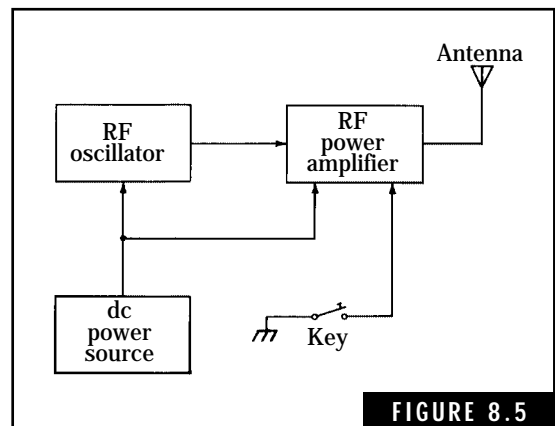 Antenna
RF
oscillator
RF
power
amplifier
dc
power
source
Key
FIGURE 8.5